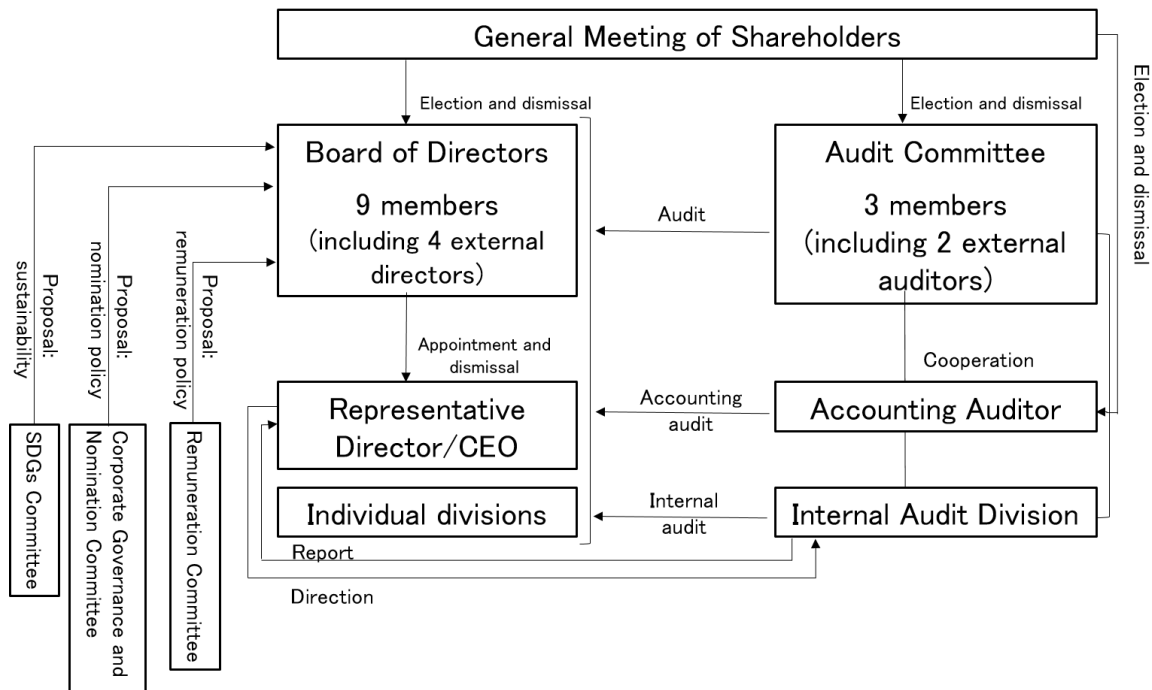 General Meeting of Shareholders
Election and dismissal
Election and dismissal
Election and dismissal
Board of Directors
9 members
(including 4 external
directors)
Audit
Audit Committee
3 members
(including 2 external
auditors)
Proposal:
sustainability
Proposal:
nomination policy
Proposal:
remuneration policy
Appointment and
dismissal
Cooperation
Representative
Director/CEO
Accounting
audit
Accounting Auditor
Individual divisions
Internal
audit
Internal Audit Division
Report
Direction
SDGs Committee
Corporate Governance and
Nomination Committee
Remuneration Committee